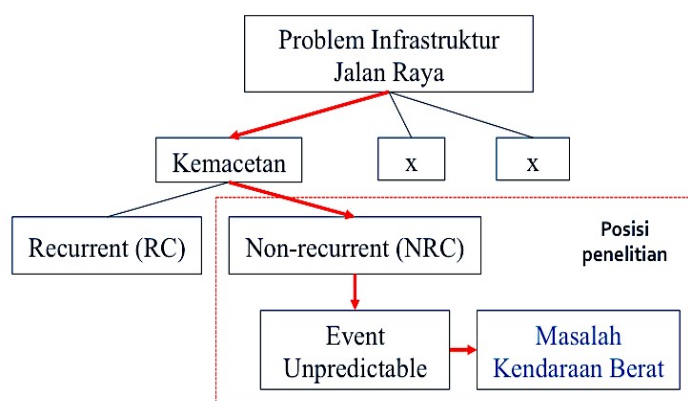 Problem Infrastruktur
Jalan Raya
Kemacetan
x
x
Recurrent (RC)
Non-recurrent (NRC)
Posisi
penelitian
Event
Unpredictable
Masalah
Kendaraan Berat